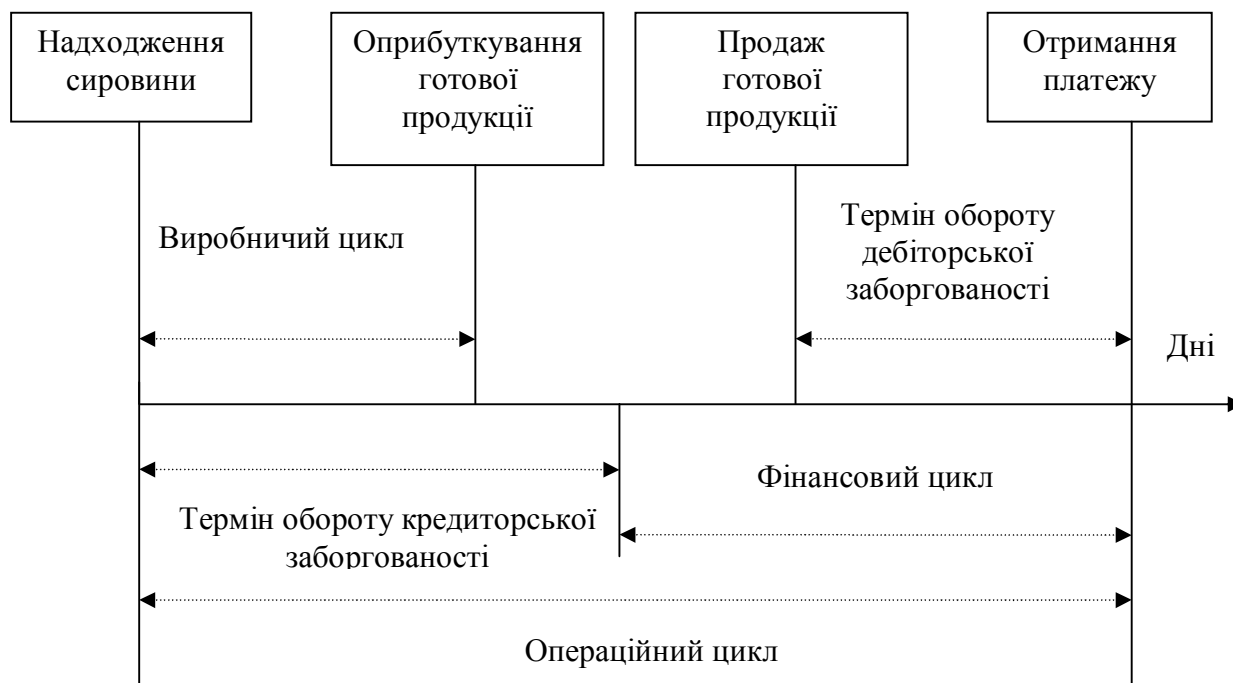 Надходження
сировини
Оприбуткування
готової
продукції
Продаж
готової
продукції
Отримання
платежу
Виробничий цикл
Термін обороту
дебіторської
заборгованості
Дні
Фінансовий цикл
Термін обороту кредиторської
заборгованості
Операційний цикл